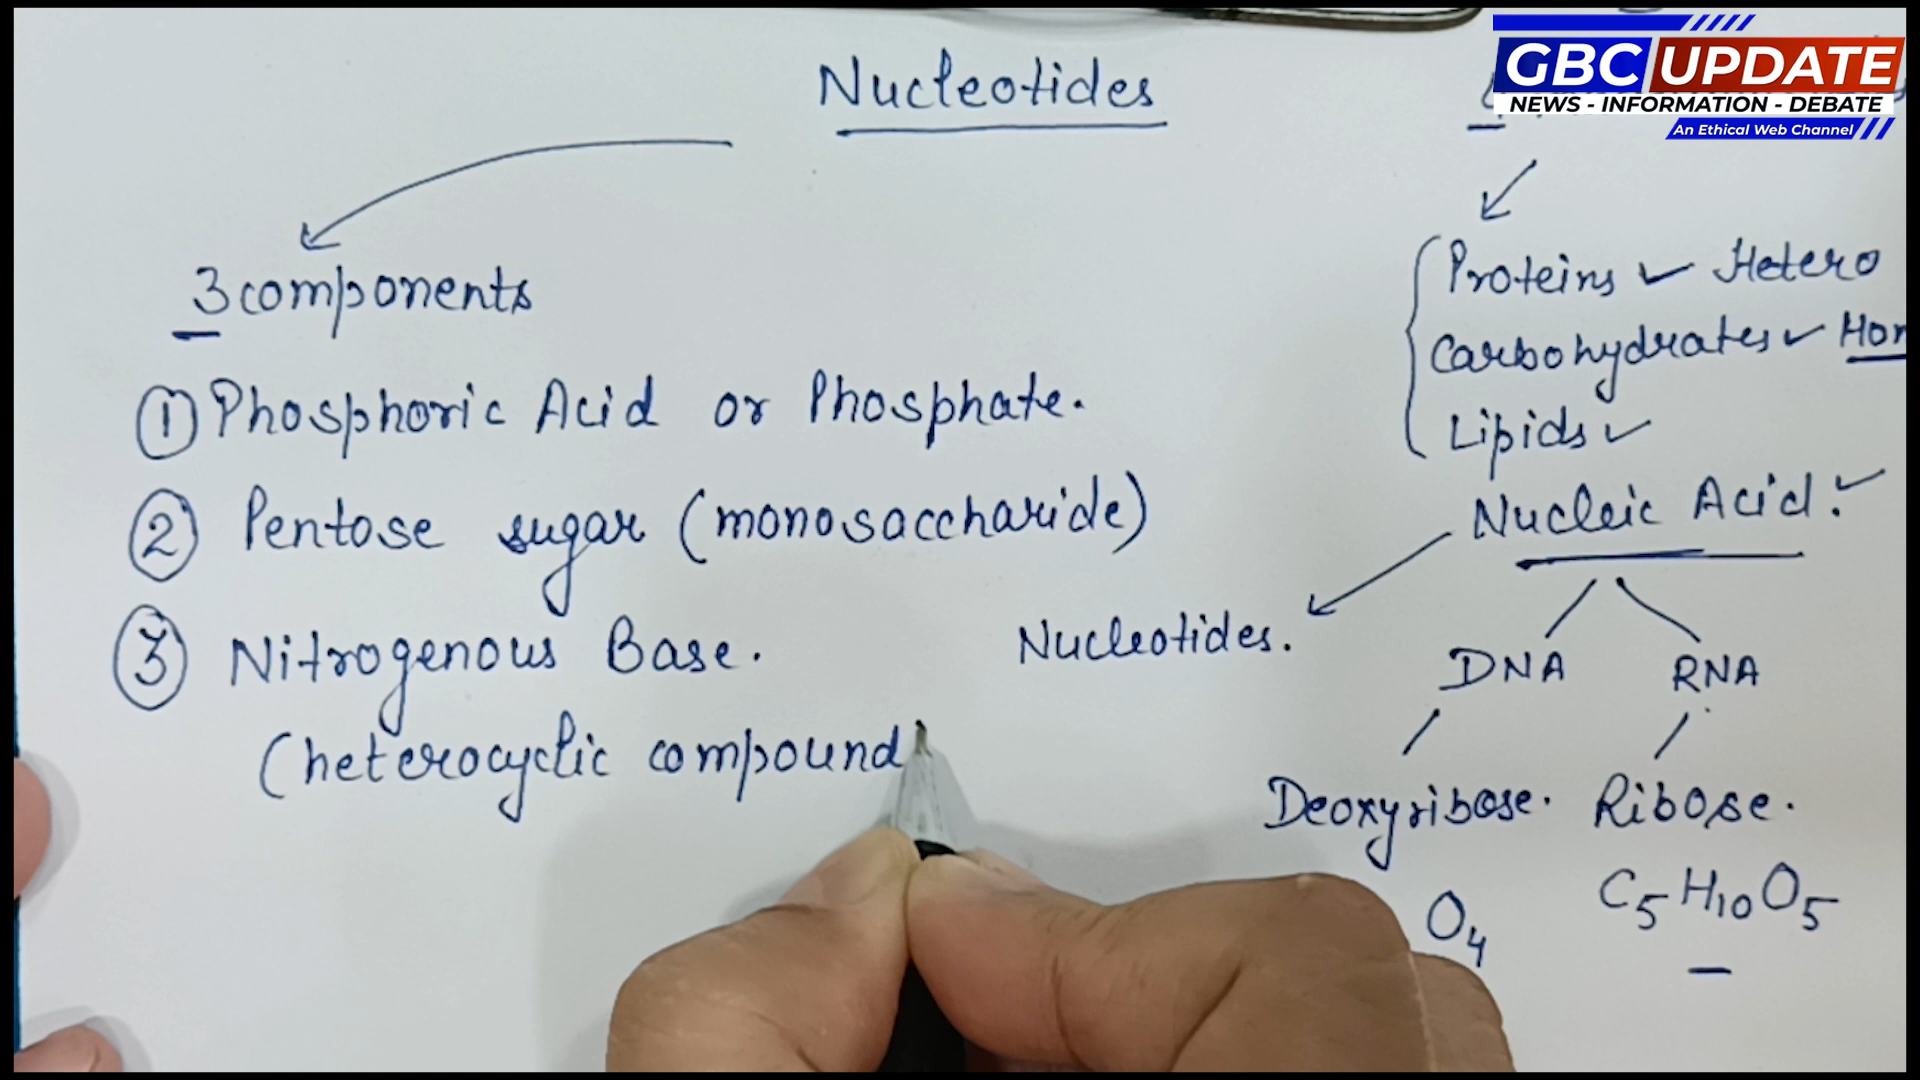 Nucleotides
3 components
① Phosphoric Acid or Phosphate.
② Pentose sugar (monosaccharide)
③ Nitrogenous Base.
(heterocyclic compound
GBC UPDATE
NEWS - INFORMATION - DEBATE
An Ethical Web Channel
Proteins ✓ Hetero
Carbohydrates ✓ Hom
Lipids ✓
Nucleic Acid. ✓
Nucleotides.
DNA RNA
Deoxyribose. Ribose.
O₄ C₅H₁₀O₅